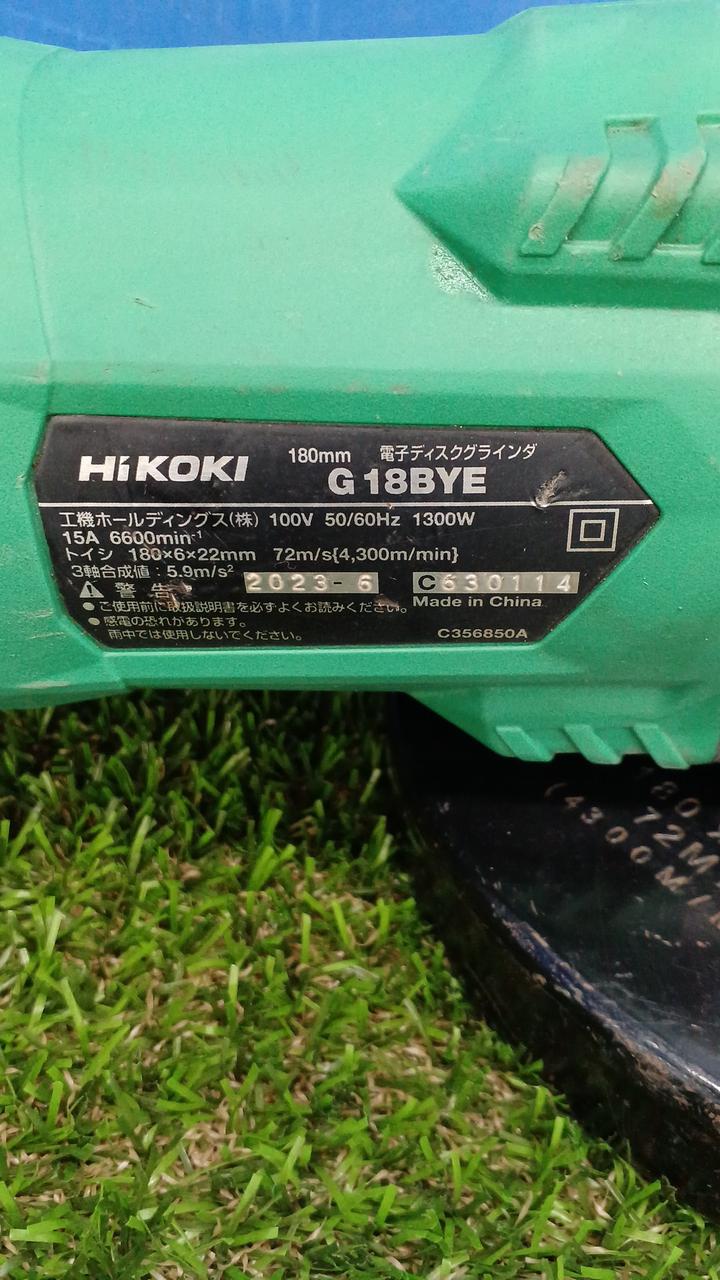 HiKOKI
180mm 電子ディスクグラインダ
G 18BYE
工機ホールディングス(株) 100V 50/60Hz 1300W
15A 6600min⁻¹
トイシ 180×6×22mm 72m/s{4,300m/min}
3軸合成値:5.9m/s²
2023-6 C630114
⚠ 警告
Made in China
●ご使用前に取扱説明書を必ずよくお読みください。
●感電の恐れがあります。
雨中では使用しないでください。
C356850A
72M
(4300M/